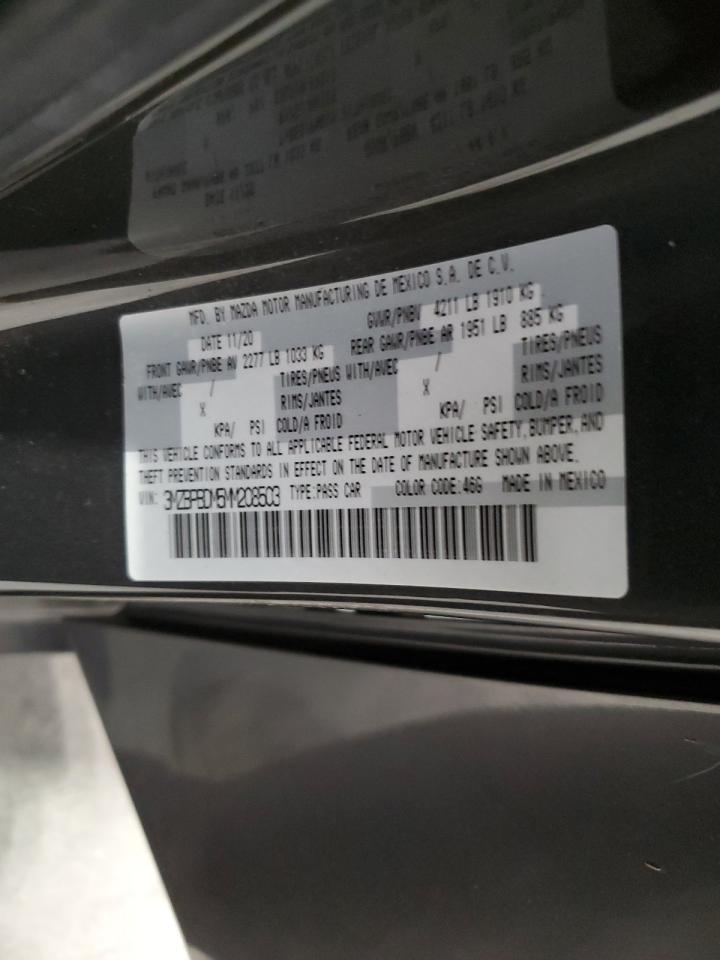 MFD. BY MAZDA MOTOR MANUFACTURING DE MEXICO S.A. DE C.V.
DATE 11/20 GVWR/PNBV 4211 LB 1910 KG
FRONT GAWR/PNBE AV 2277 LB 1033 KG REAR GAWR/PNBE AR 1951 LB 885 KG
WITH/AVEC / TIRES/PNEUS WITH/AVEC / TIRES/PNEUS
X RIMS/JANTES X RIMS/JANTES
KPA/ PSI COLD/A FROID KPA/ PSI COLD/A FROID
THIS VEHICLE CONFORMS TO ALL APPLICABLE FEDERAL MOTOR VEHICLE SAFETY, BUMPER, AND
THEFT PREVENTION STANDARDS IN EFFECT ON THE DATE OF MANUFACTURE SHOWN ABOVE.
VIN: 3MZBPBDM5MM208503 TYPE:PASS CAR COLOR CODE:46G MADE IN MEXICO